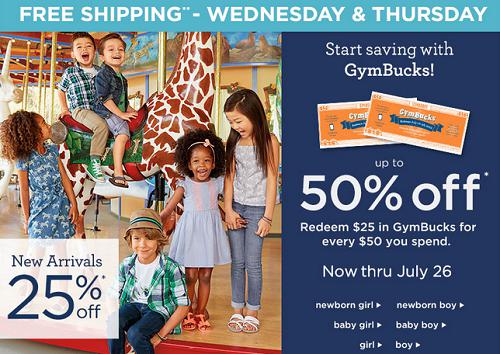 FREE SHIPPING** - WEDNESDAY & THURSDAY
Start saving with
GymBucks!
GymBucks
up to
50% off*
Redeem $25 in GymBucks for
every $50 you spend.
Now thru July 26
newborn girl ▸ newborn boy ▸
baby girl ▸ baby boy ▸
girl ▸ boy ▸
New Arrivals
25%*
off